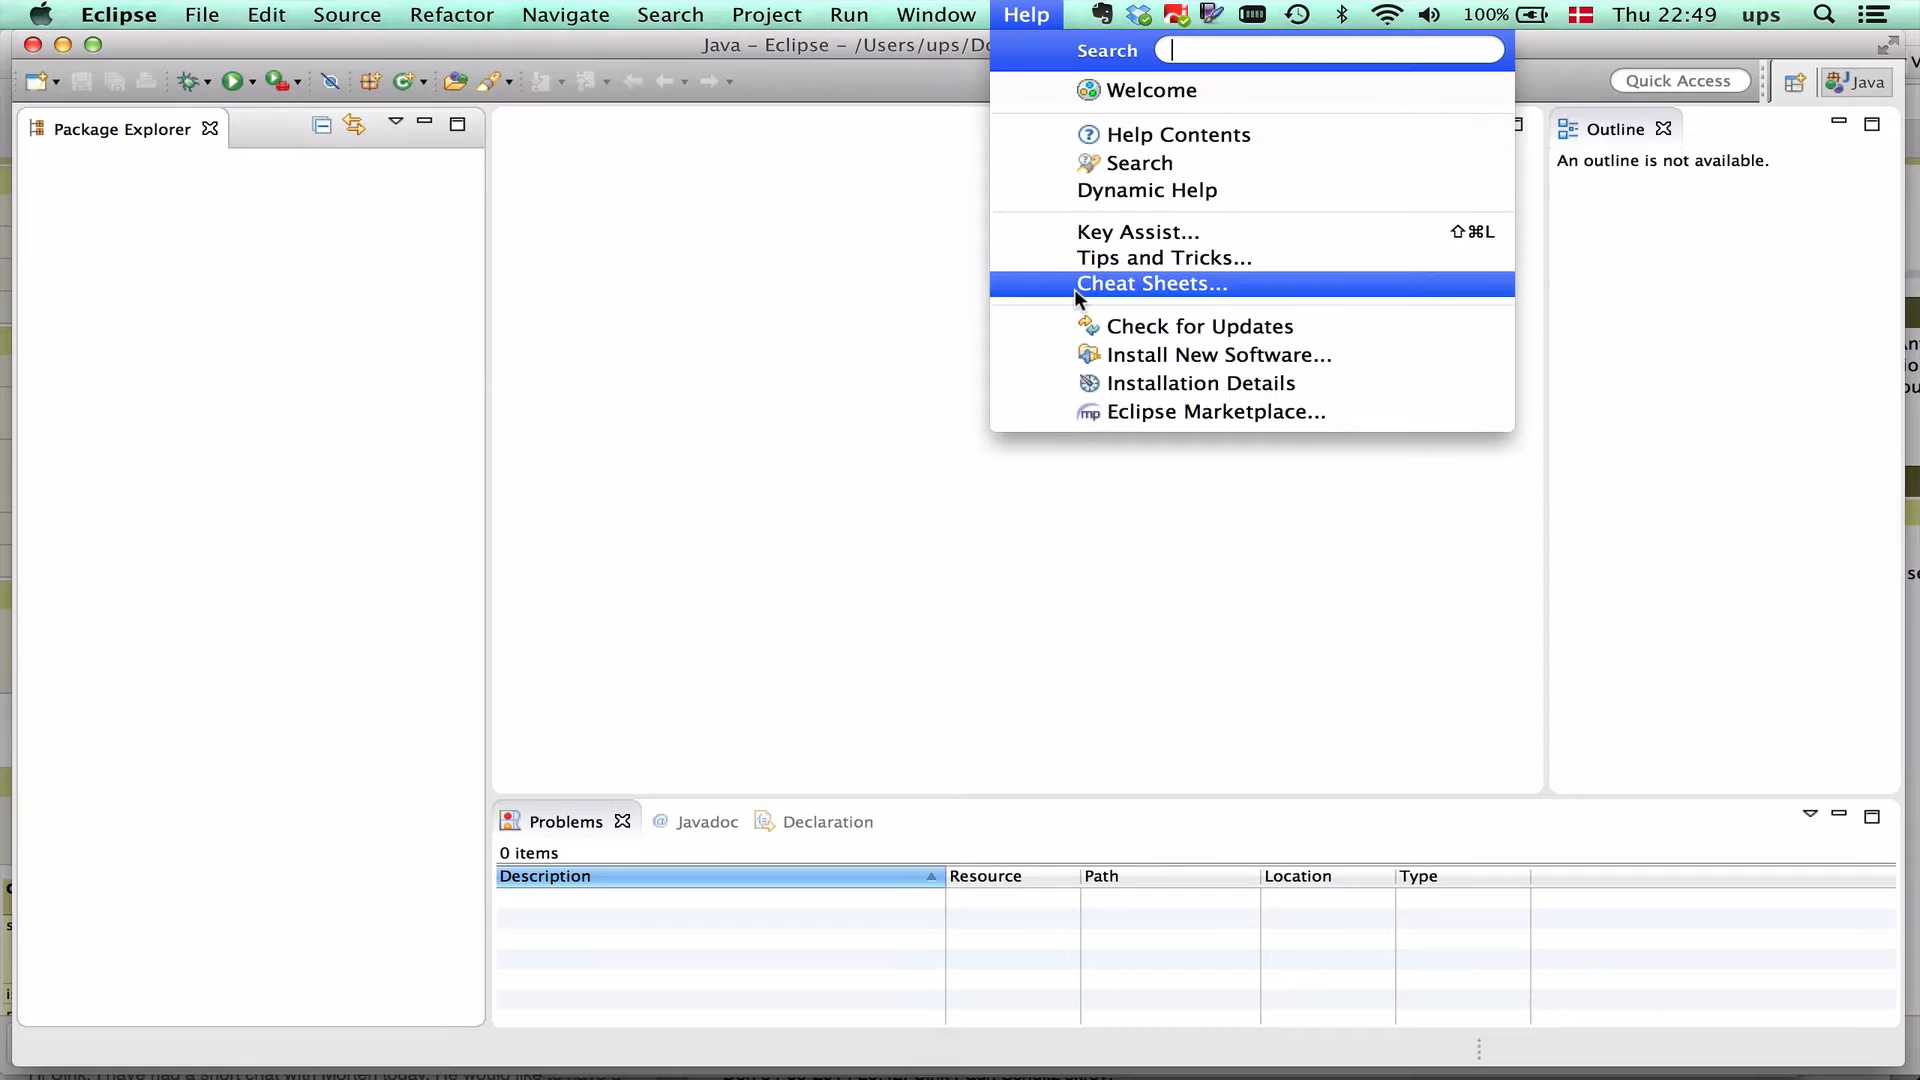 Eclipse File Edit Source Refactor Navigate Search Project Run Window Help 100% Thu 22:49 ups
Java – Eclipse – /Users/ups/Do
Search
Quick Access
Java
Welcome
Package Explorer
Outline
Help Contents
An outline is not available.
Search
Dynamic Help
Key Assist... ⇧⌘L
Tips and Tricks...
Cheat Sheets...
Check for Updates
Install New Software...
Installation Details
mp Eclipse Marketplace...
Problems @ Javadoc Declaration
0 items
Description Resource Path Location Type